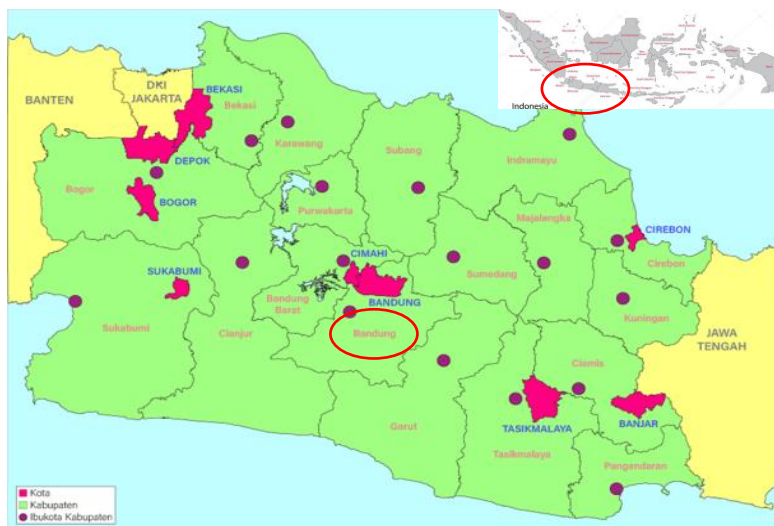 Indonesia
DKI
JAKARTA
BANTEN
BEKASI
Bekasi
Karawang
Subang
Indramayu
DEPOK
Bogor
BOGOR
Purwakarta
Majalengka
CIREBON
Cirebon
CIMAHI
Sumedang
SUKABUMI
Bandung
Barat
BANDUNG
Kuningan
Sukabumi
Cianjur
Bandung
JAWA
TENGAH
Ciamis
Garut
TASIKMALAYA
BANJAR
Tasikmalaya
Pangandaran
Kota
Kabupaten
Ibukota Kabupaten